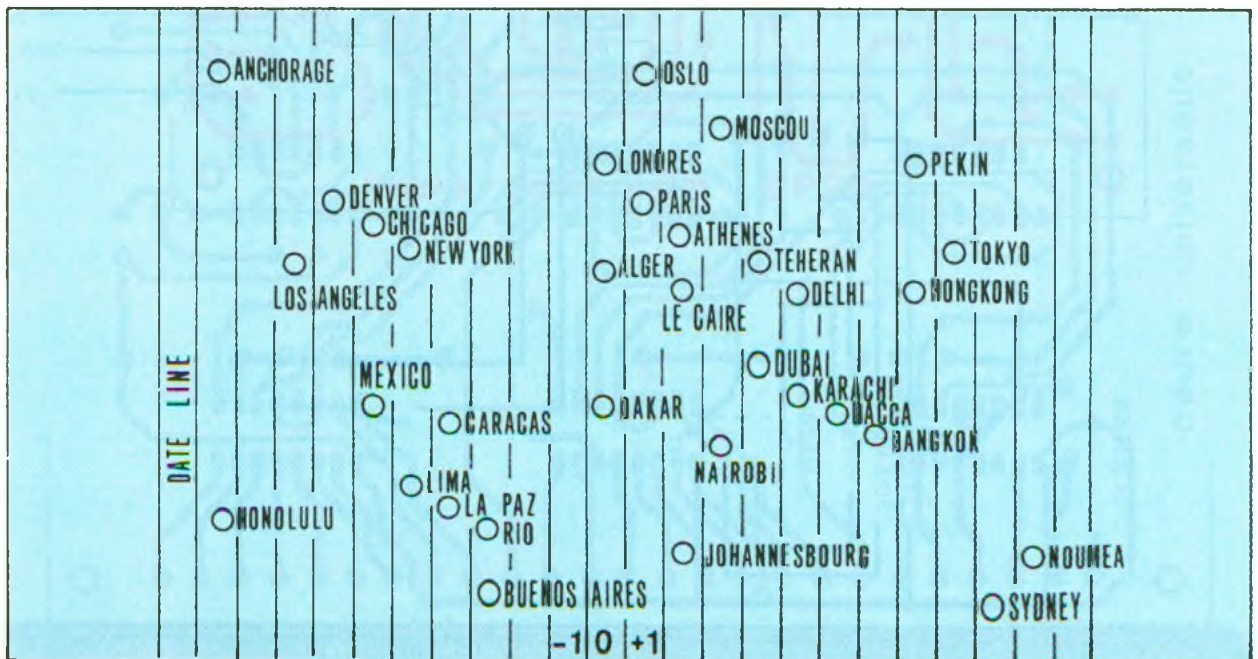 ANCHORAGE
OSLO
MOSCOU
LONDRES
PEKIN
DENVER
PARIS
CHICAGO
ATHENES
NEW YORK
TOKYO
ALGER
TEHERAN
LOS ANGELES
DELHI
HONGKONG
LE CAIRE
DATE LINE
DUBAI
MEXICO
KARACHI
DAKAR
DACCA
CARACAS
BANGKOK
NAIROBI
LIMA
LA PAZ
HONOLULU
RIO
JOHANNESBOURG
NOUMEA
BUENOS AIRES
SYDNEY
-1 0 +1